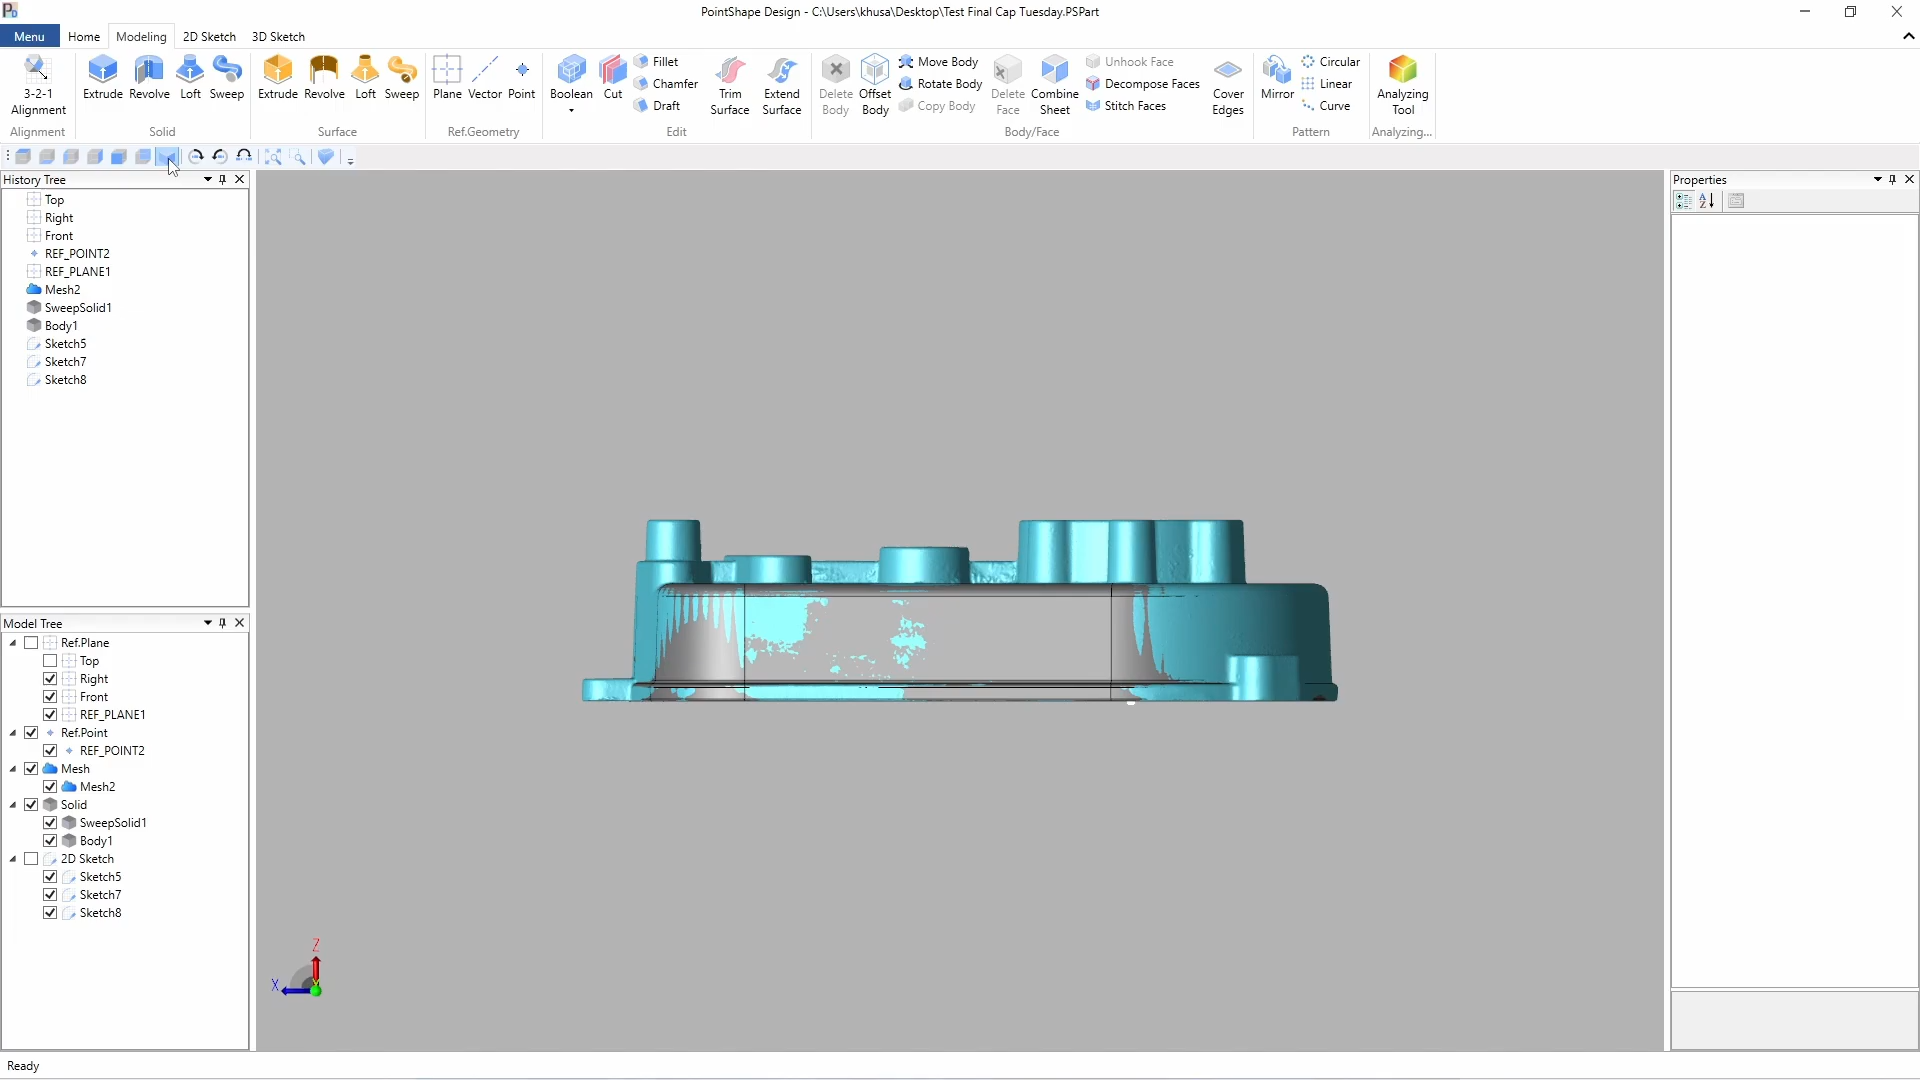 PointShape Design - C:\Users\khusa\Desktop\Test Final Cap Tuesday.PSPart
Menu Home Modeling 2D Sketch 3D Sketch
3-2-1 Alignment
Extrude Revolve Loft Sweep
Extrude Revolve Loft Sweep
Plane Vector Point
Boolean Cut
Fillet
Chamfer
Draft
Trim Surface
Extend Surface
Delete Body
Offset Body
Move Body
Rotate Body
Copy Body
Delete Face
Combine Sheet
Unhook Face
Decompose Faces
Stitch Faces
Cover Edges
Mirror
Circular
Linear
Curve
Analyzing Tool
Alignment Solid Surface Ref.Geometry Edit Body/Face Pattern Analyzing...
History Tree
Top
Right
Front
REF_POINT2
REF_PLANE1
Mesh2
SweepSolid1
Body1
Sketch5
Sketch7
Sketch8
Model Tree
Ref.Plane
Top
Right
Front
REF_PLANE1
Ref.Point
REF_POINT2
Mesh
Mesh2
Solid
SweepSolid1
Body1
2D Sketch
Sketch5
Sketch7
Sketch8
Z
X
Properties
Ready